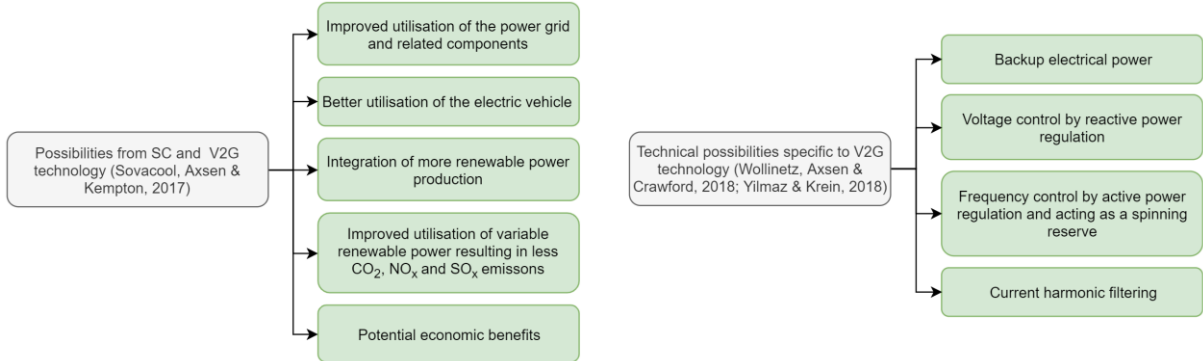 Possibilities from SC and V2G
technology (Sovacool, Axsen &
Kempton, 2017)
Improved utilisation of the power grid
and related components
Better utilisation of the electric vehicle
Integration of more renewable power
production
Improved utilisation of variable
renewable power resulting in less
CO2, NOx and SOx emissons
Potential economic benefits
Technical possibilities specific to V2G
technology (Wollinetz, Axsen &
Crawford, 2018; Yilmaz & Krein, 2018)
Backup electrical power
Voltage control by reactive power
regulation
Frequency control by active power
regulation and acting as a spinning
reserve
Current harmonic filtering